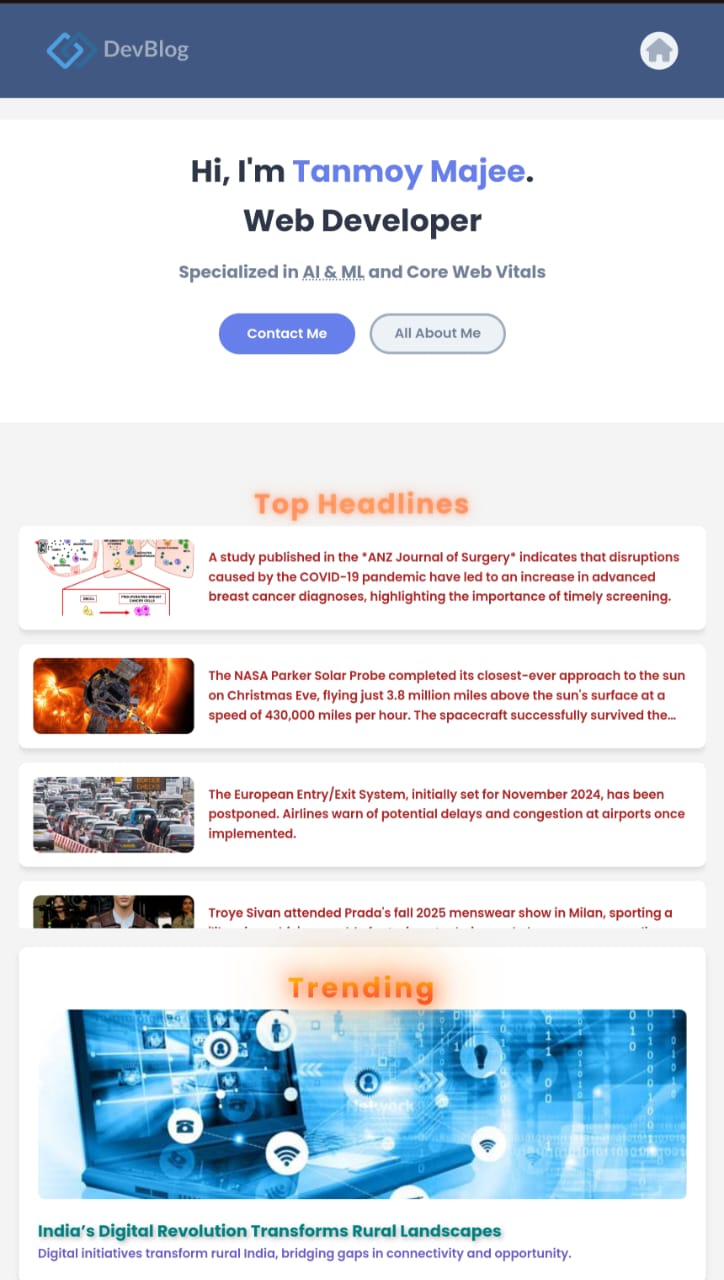 DevBlog
Hi, I'm Tanmoy Majee.
Web Developer
Specialized in AI & ML and Core Web Vitals
Contact Me
All About Me
Top Headlines
A study published in the *ANZ Journal of Surgery* indicates that disruptions
caused by the COVID-19 pandemic have led to an increase in advanced
breast cancer diagnoses, highlighting the importance of timely screening.
The NASA Parker Solar Probe completed its closest-ever approach to the sun
on Christmas Eve, flying just 3.8 million miles above the sun's surface at a
speed of 430,000 miles per hour. The spacecraft successfully survived the...
BORDER
CHECKS
The European Entry/Exit System, initially set for November 2024, has been
postponed. Airlines warn of potential delays and congestion at airports once
implemented.
Troye Sivan attended Prada's fall 2025 menswear show in Milan, sporting a
Trending
India’s Digital Revolution Transforms Rural Landscapes
Digital initiatives transform rural India, bridging gaps in connectivity and opportunity.